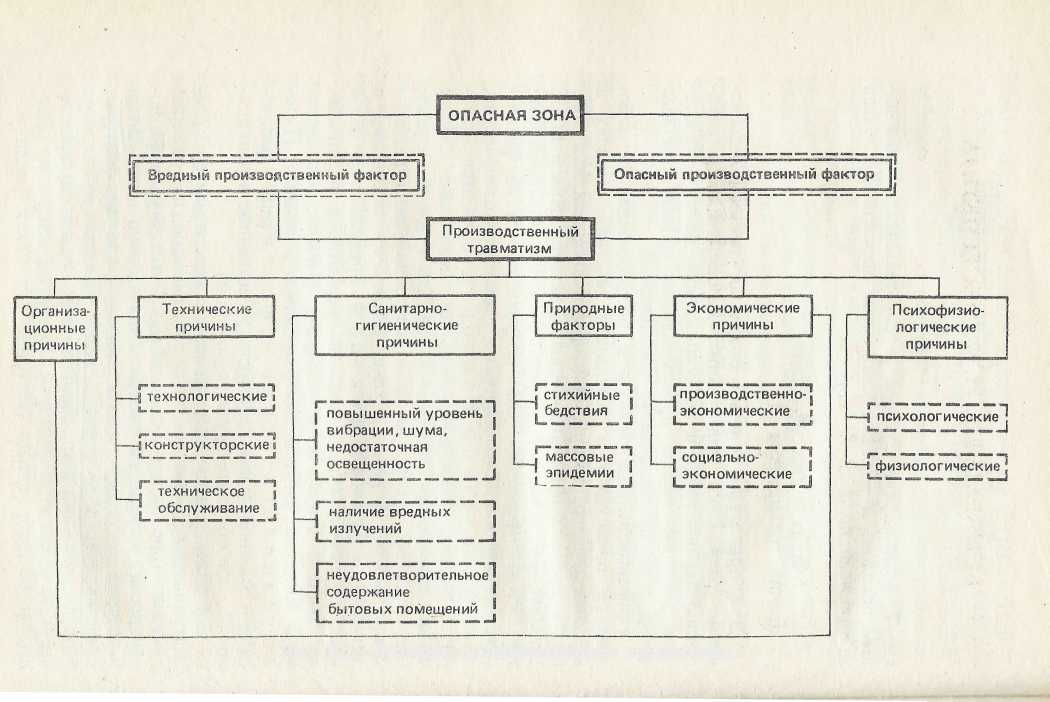 ОПАСНАЯ ЗОНА
Вредный производственный фактор
Опасный производственный фактор
Производственный
травматизм
Организа-
ционные
причины
Технические
причины
технологические
конструкторские
техническое
обслуживание
Санитарно-
гигиенические
причины
повышенный уровень
вибрации, шума,
недостаточная
освещенность
наличие вредных
излучений
неудовлетворительное
содержание
бытовых помещений
Природные
факторы
стихийные
бедствия
массовые
эпидемии
Экономические
причины
производственно-
экономические
социально-
экономические
Психофизио-
логические
причины
психологические
физиологические